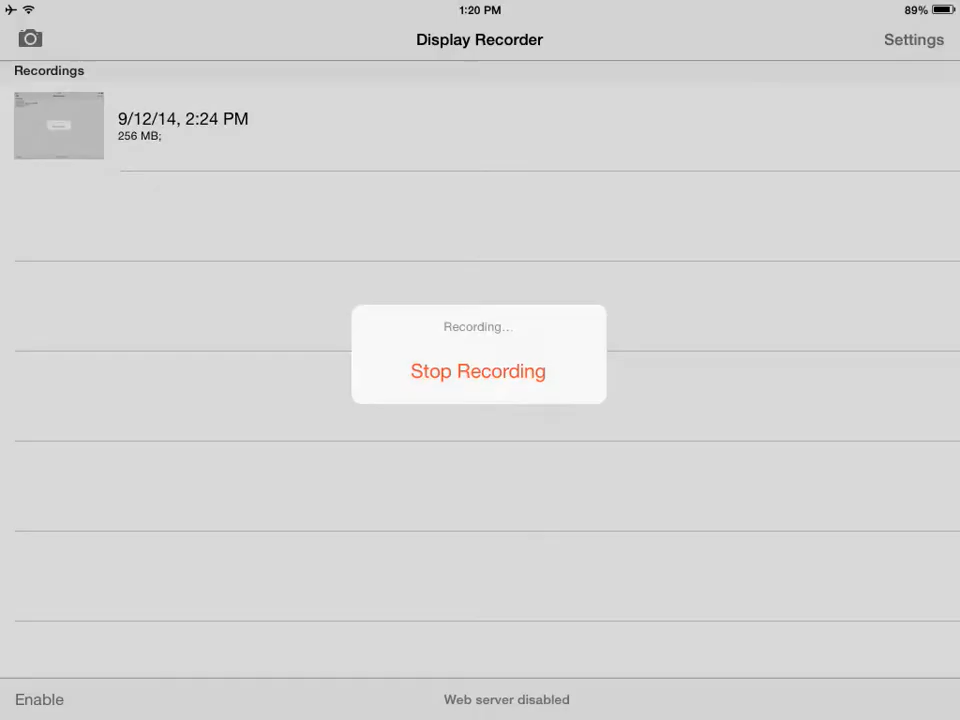 1:20 PM
89%
Display Recorder
Settings
Recordings
9/12/14, 2:24 PM
256 MB;
Recording...
Stop Recording
Enable
Web server disabled